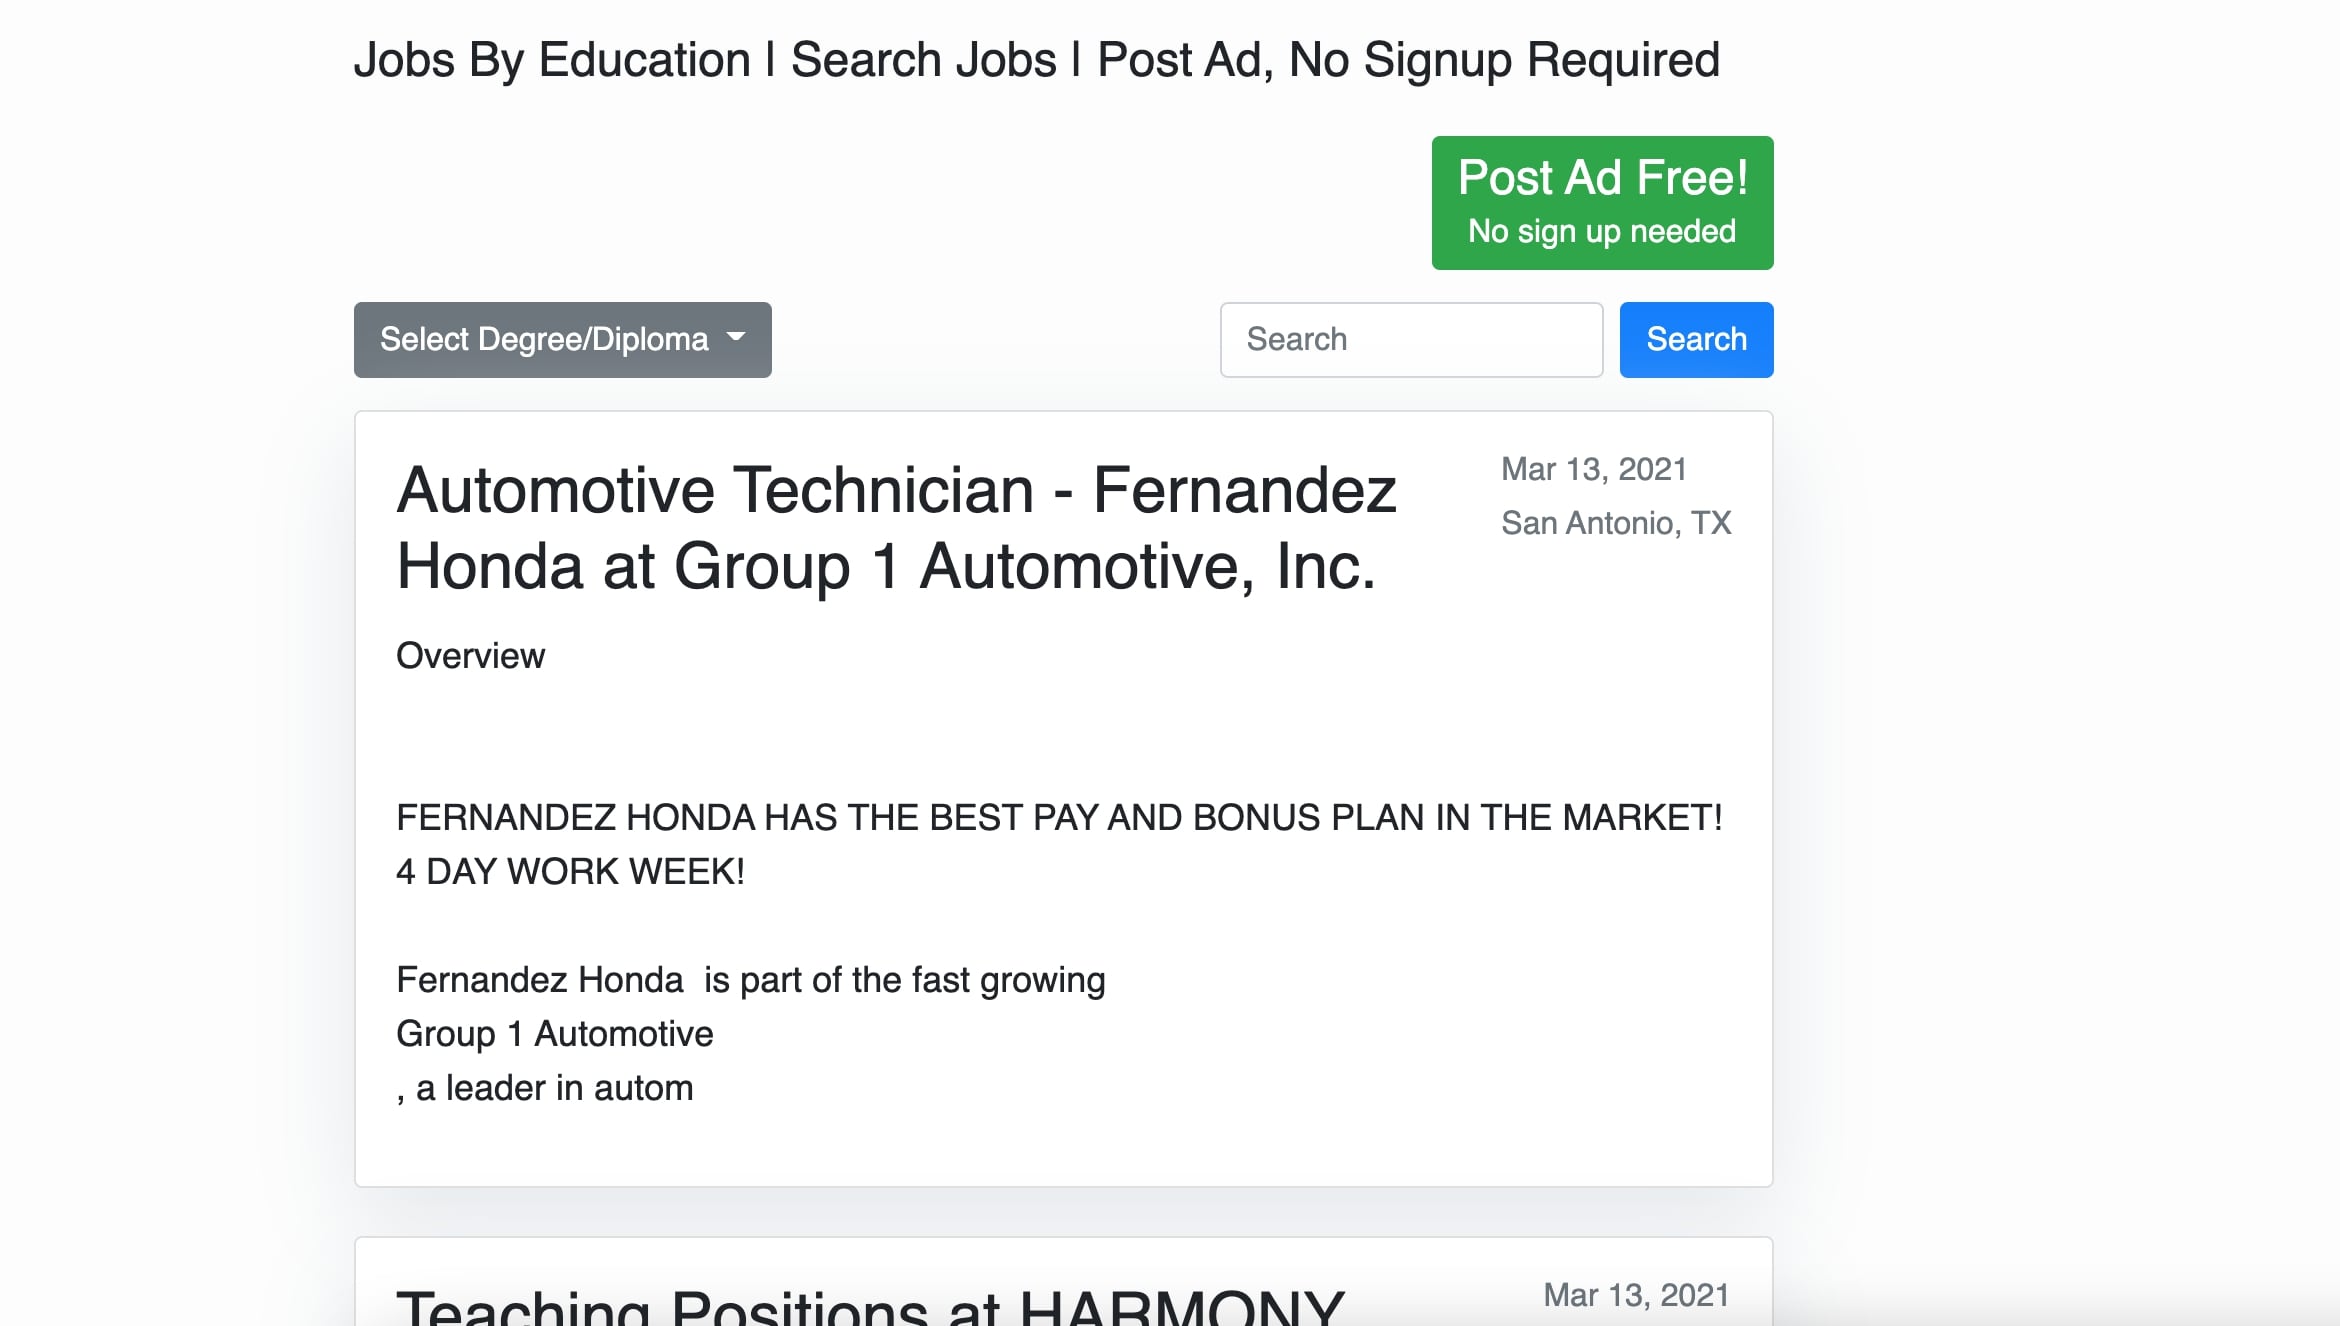 Jobs By Education | Search Jobs | Post Ad, No Signup Required
Post Ad Free!
No sign up needed
Select Degree/Diploma
Search
Search
Automotive Technician - Fernandez
Honda at Group 1 Automotive, Inc.
Mar 13, 2021
San Antonio, TX
Overview
FERNANDEZ HONDA HAS THE BEST PAY AND BONUS PLAN IN THE MARKET!
4 DAY WORK WEEK!
Fernandez Honda  is part of the fast growing
Group 1 Automotive
, a leader in autom
Teaching Positions at HARMONY
Mar 13, 2021